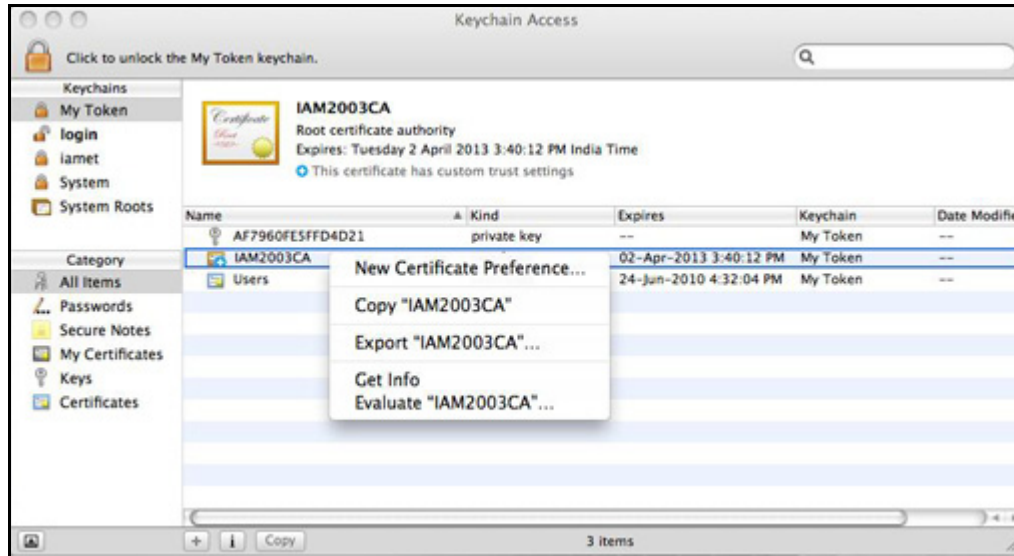 Keychain Access
Click to unlock the My Token keychain.
Keychains
My Token
login
iamet
System
System Roots
Category
All Items
Passwords
Secure Notes
My Certificates
Keys
Certificates
Certificate
Root
IAM2003CA
Root certificate authority
Expires: Tuesday 2 April 2013 3:40:12 PM India Time
This certificate has custom trust settings
Name Kind Expires Keychain Date Modifie
AF7960FE5FFD4D21 private key -- My Token --
IAM2003CA 02-Apr-2013 3:40:12 PM My Token --
Users 24-Jun-2010 4:32:04 PM My Token --
New Certificate Preference...
Copy "IAM2003CA"
Export "IAM2003CA"...
Get Info
Evaluate "IAM2003CA"...
+ i Copy 3 items